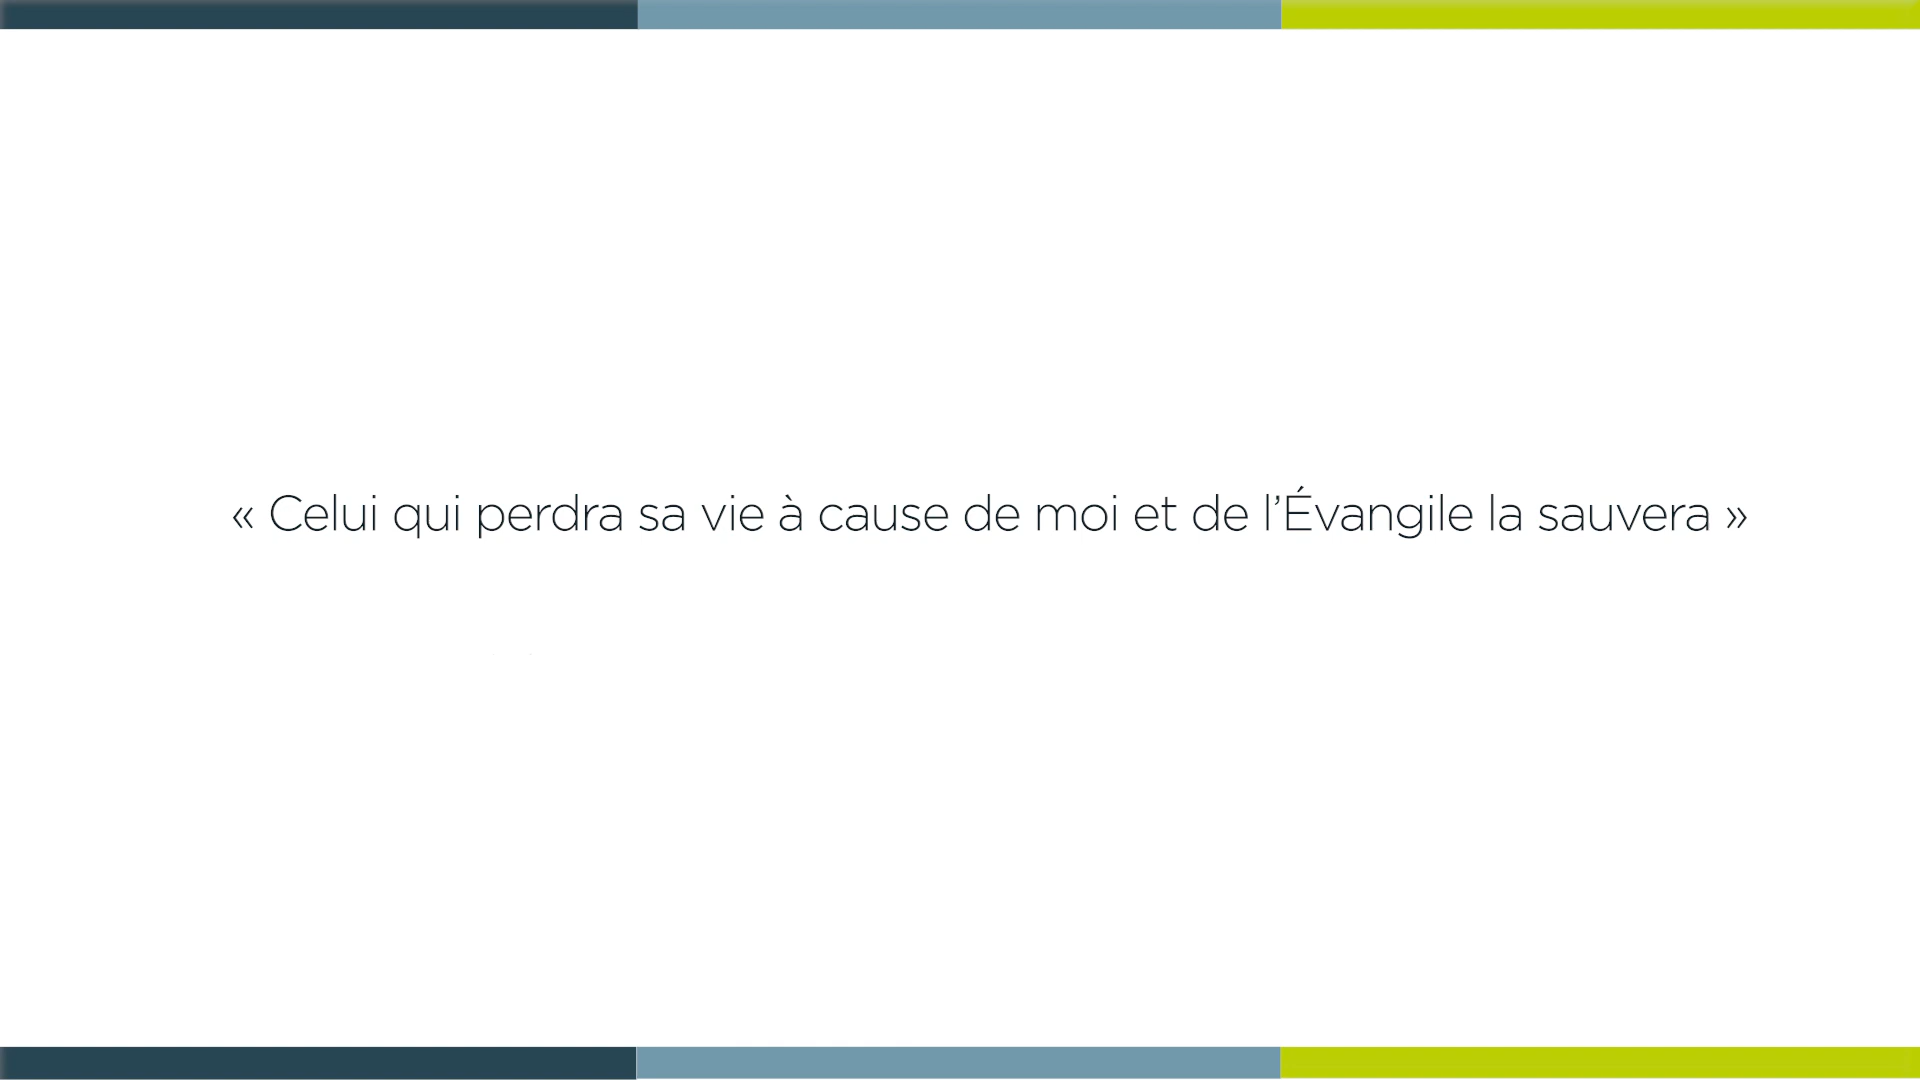 « Celui qui perdra sa vie à cause de moi et de l’Évangile la sauvera »